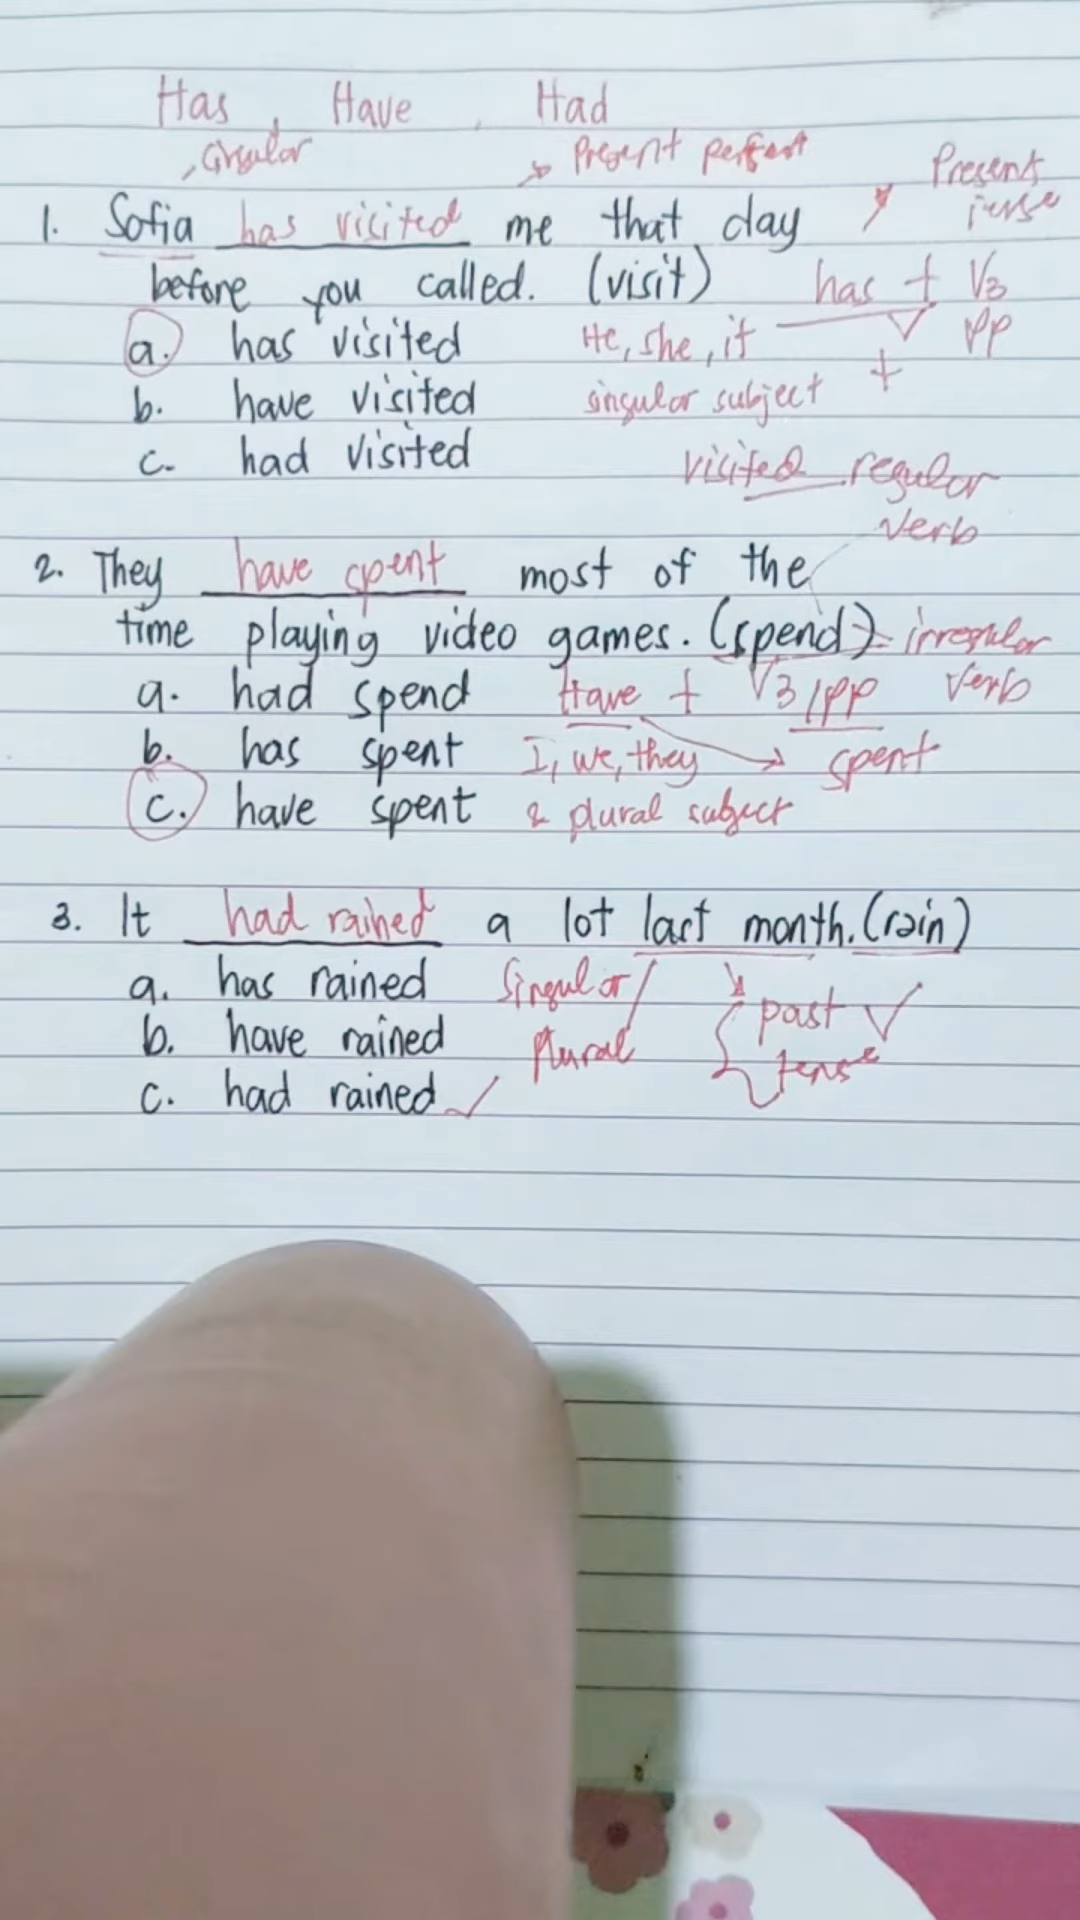 Has, Have, Had
singular Present perfect
Present
tense
1. Sofia has visited me that day
before you called. (visit) has + V3
a. has visited He, she, it PP
b. have visited singular subject +
c. had visited visited regular
verb
2. They have spent most of the
time playing video games. (spend) = irregular
a. had spend Have + V3/PP verb
b. has spent I, we, they spent
c. have spent & plural subject
3. It had rained a lot last month. (rain)
a. has rained Singular/ past
b. have rained Plural tense
c. had rained